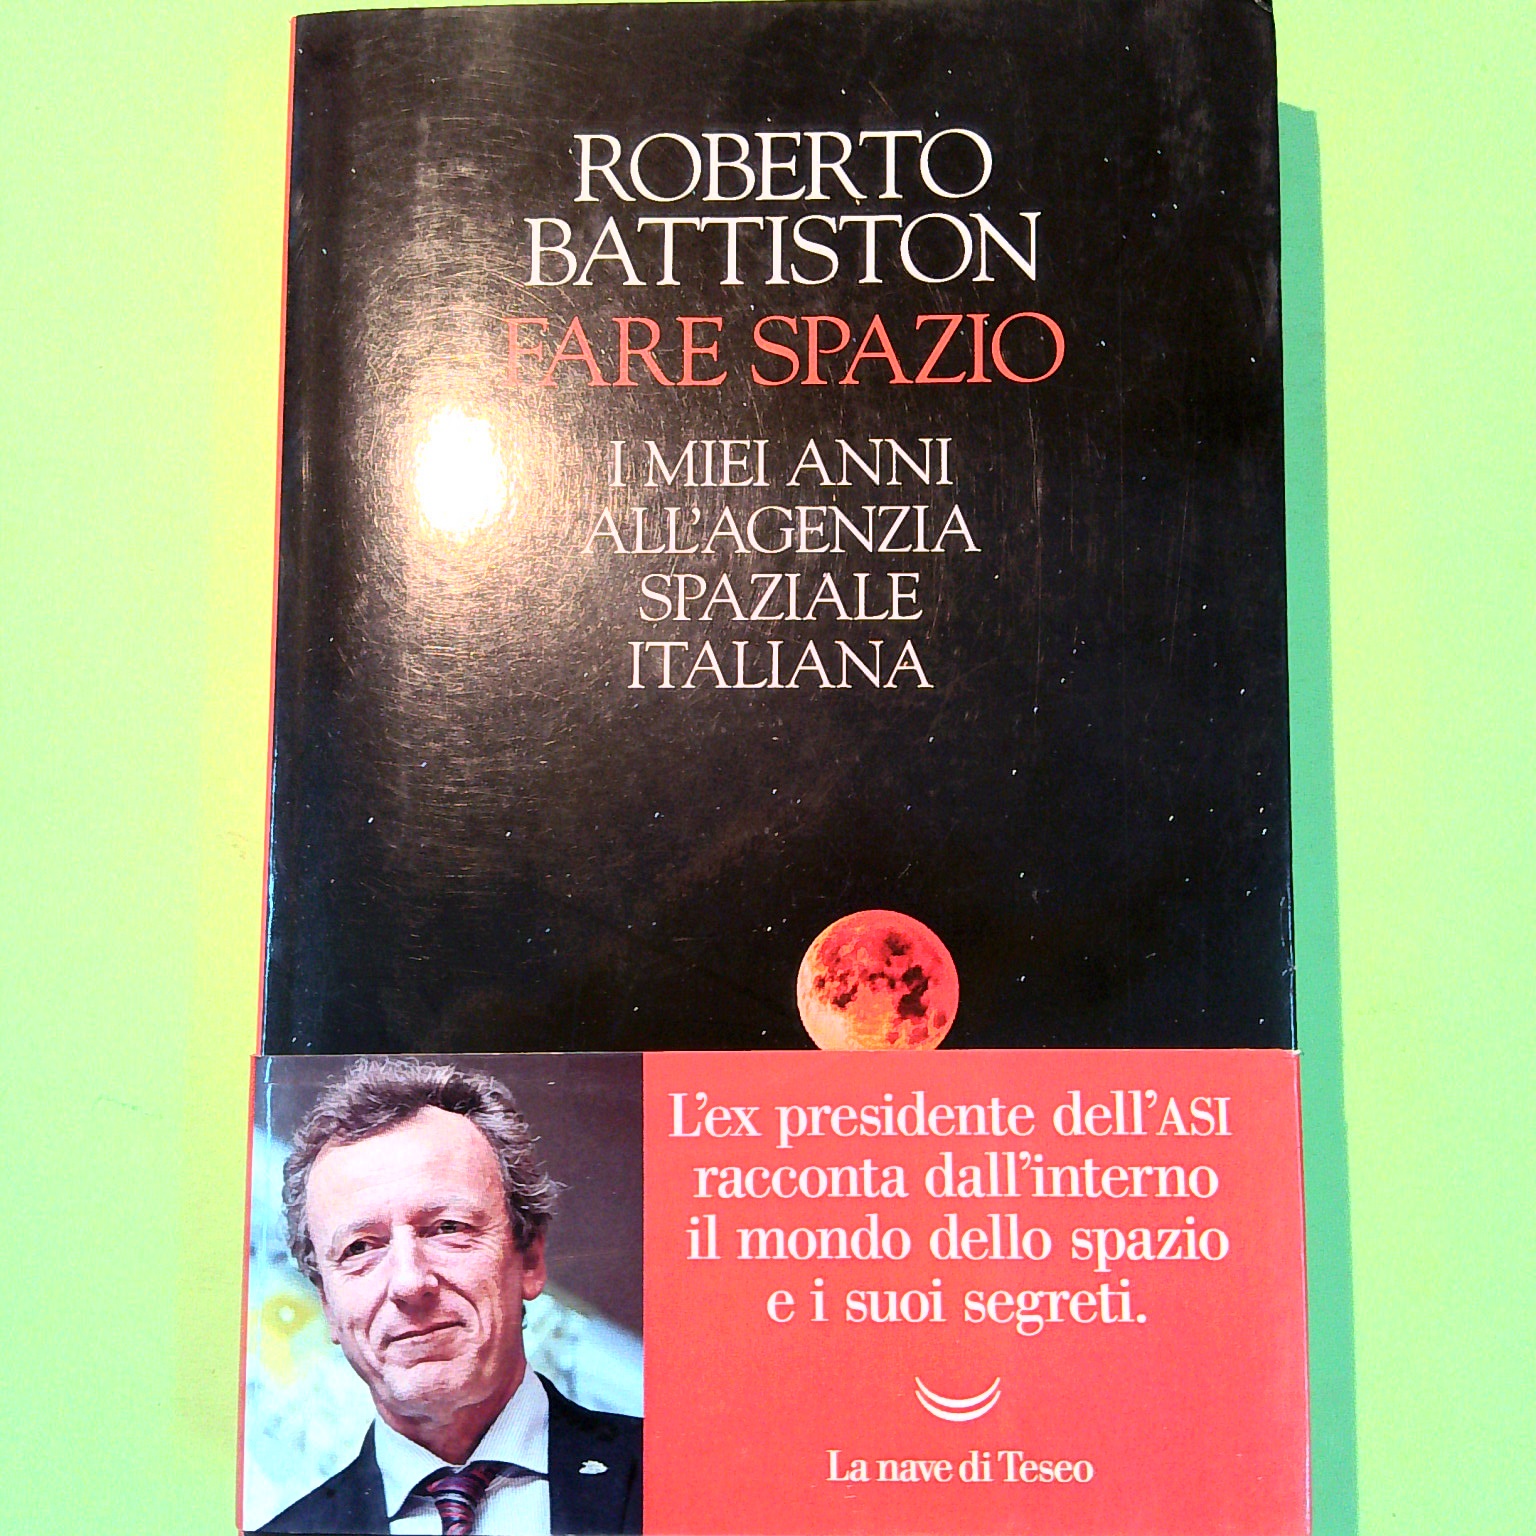 ROBERTO
BATTISTON
FARE SPAZIO
I MIEI ANNI
ALL'AGENZIA
SPAZIALE
ITALIANA
L'ex presidente dell'ASI
racconta dall'interno
il mondo dello spazio
e i suoi segreti.
La nave di Teseo